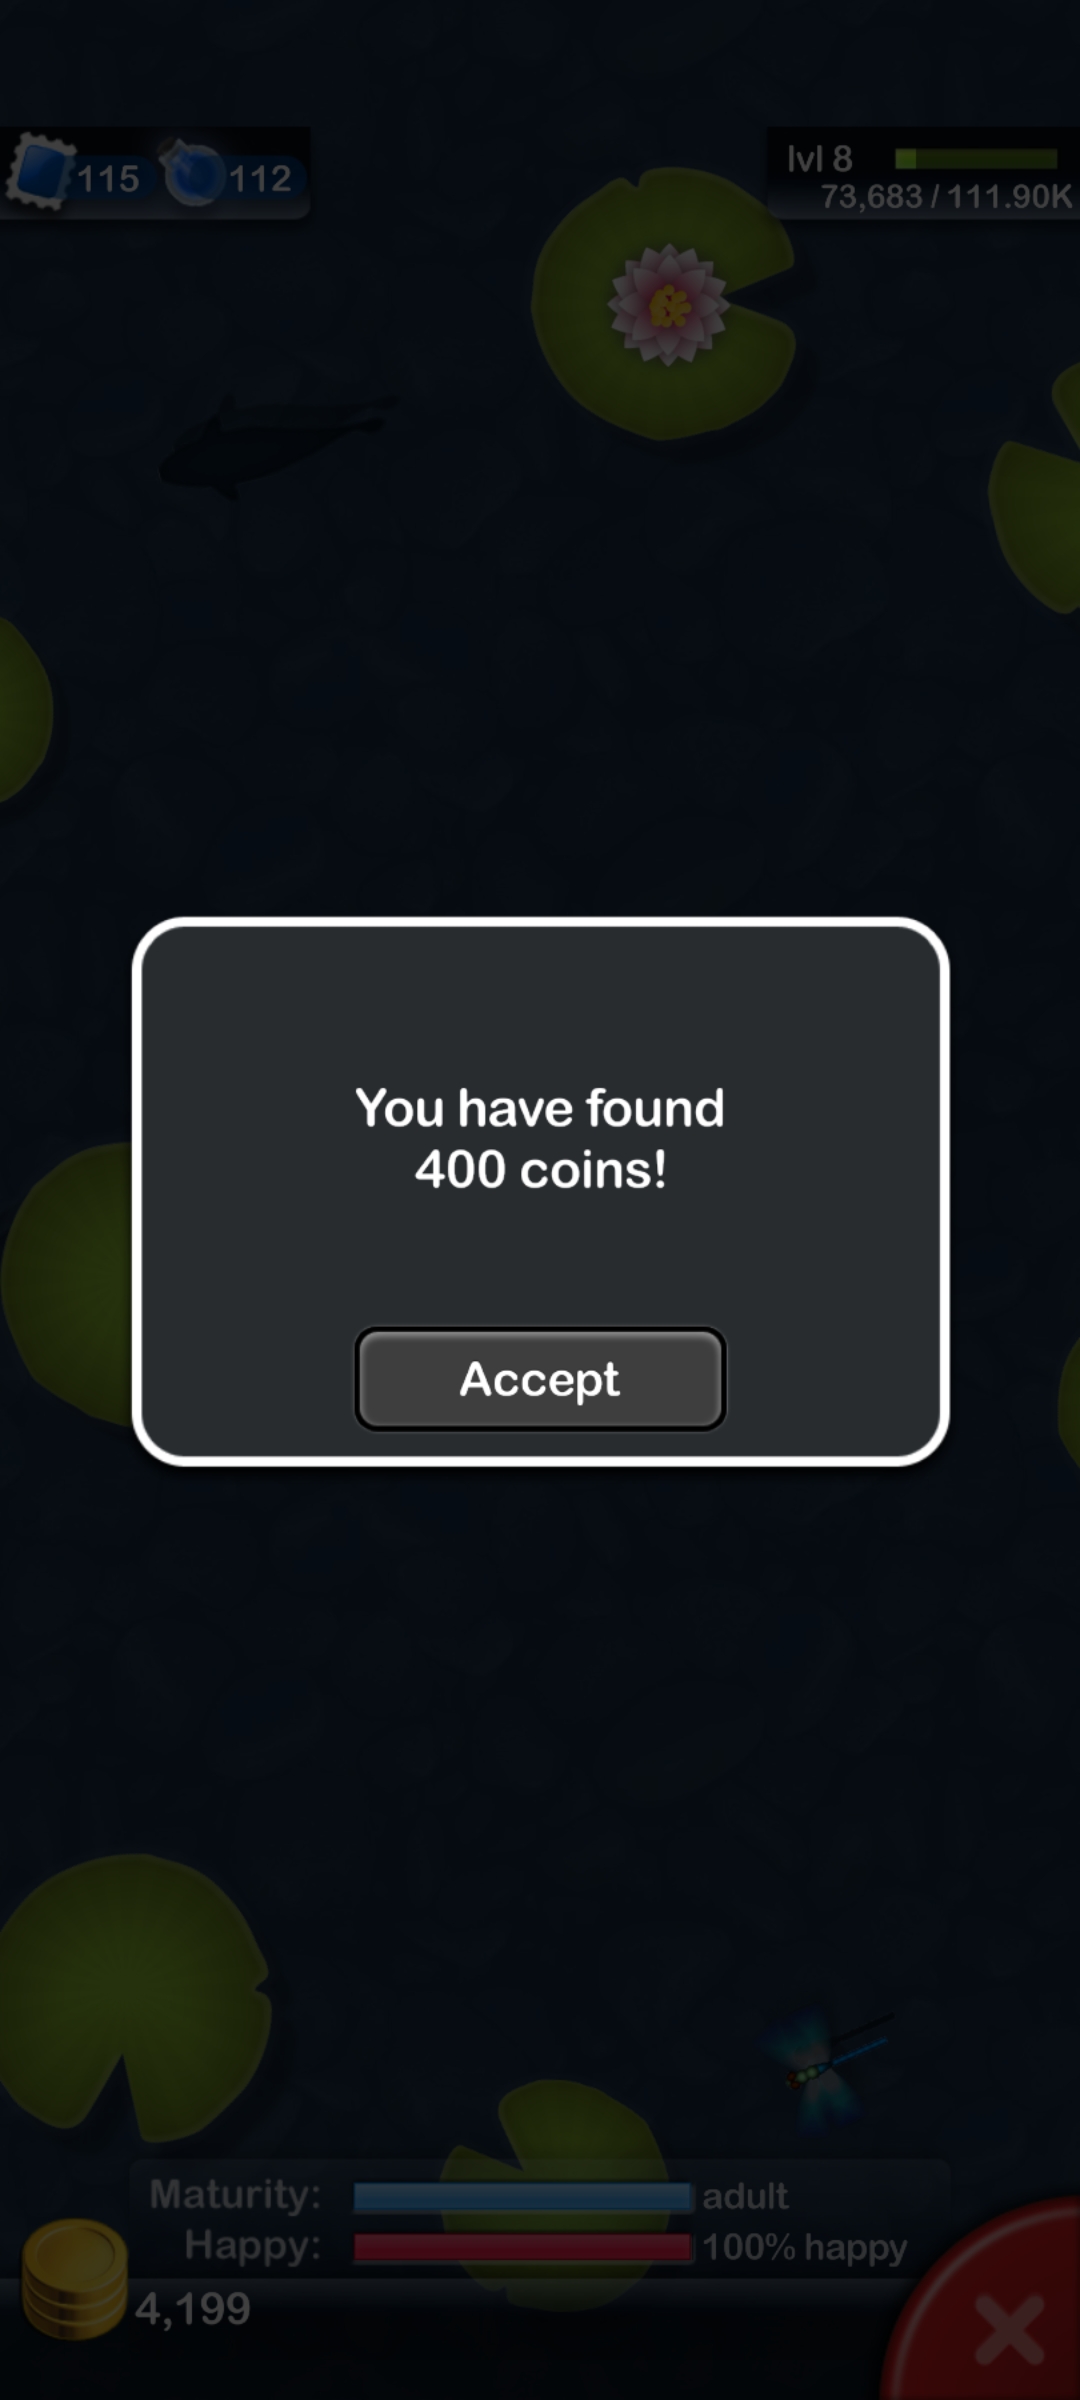 115 112
lvl 8
73,683 / 111.90K
You have found
400 coins!
Accept
Maturity: adult
Happy: 100% happy
4,199